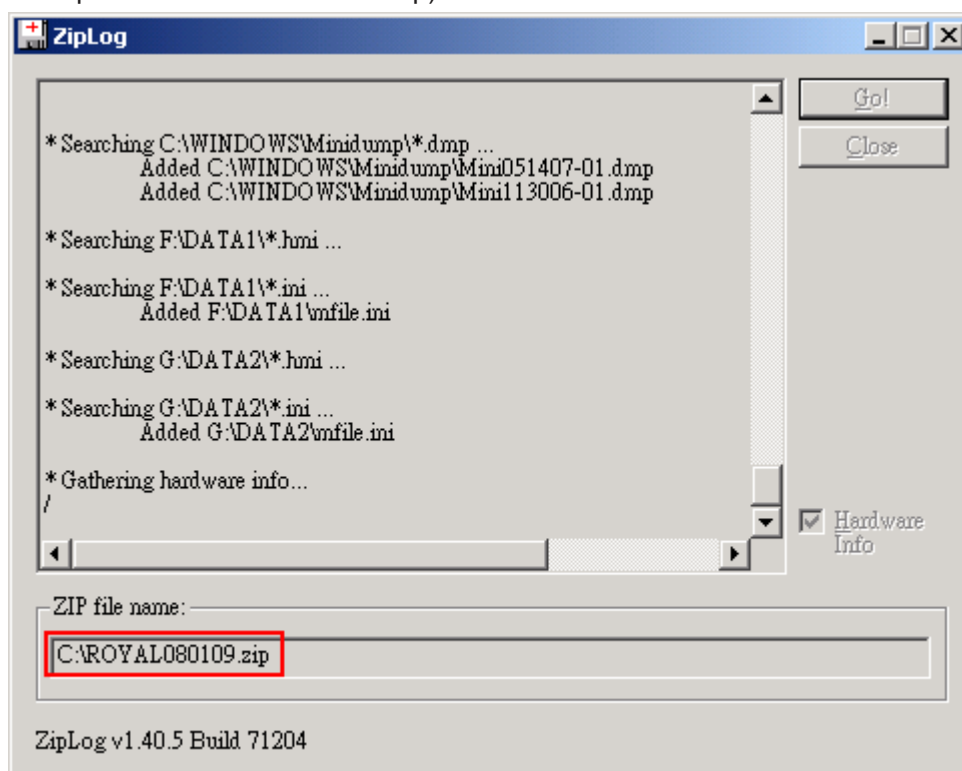 ZipLog
* Searching C:\WINDOWS\Minidump\*.dmp ...
Added C:\WINDOWS\Minidump\Mini051407-01.dmp
Added C:\WINDOWS\Minidump\Mini113006-01.dmp
* Searching F:\DATA1\*.hmi ...
* Searching F:\DATA1\*.ini ...
Added F:\DATA1\mfile.ini
* Searching G:\DATA2\*.hmi ...
* Searching G:\DATA2\*.ini ...
Added G:\DATA2\mfile.ini
* Gathering hardware info...
/
Go!
Close
Hardware
Info
ZIP file name:
C:\ROYAL080109.zip
ZipLog v1.40.5 Build 71204